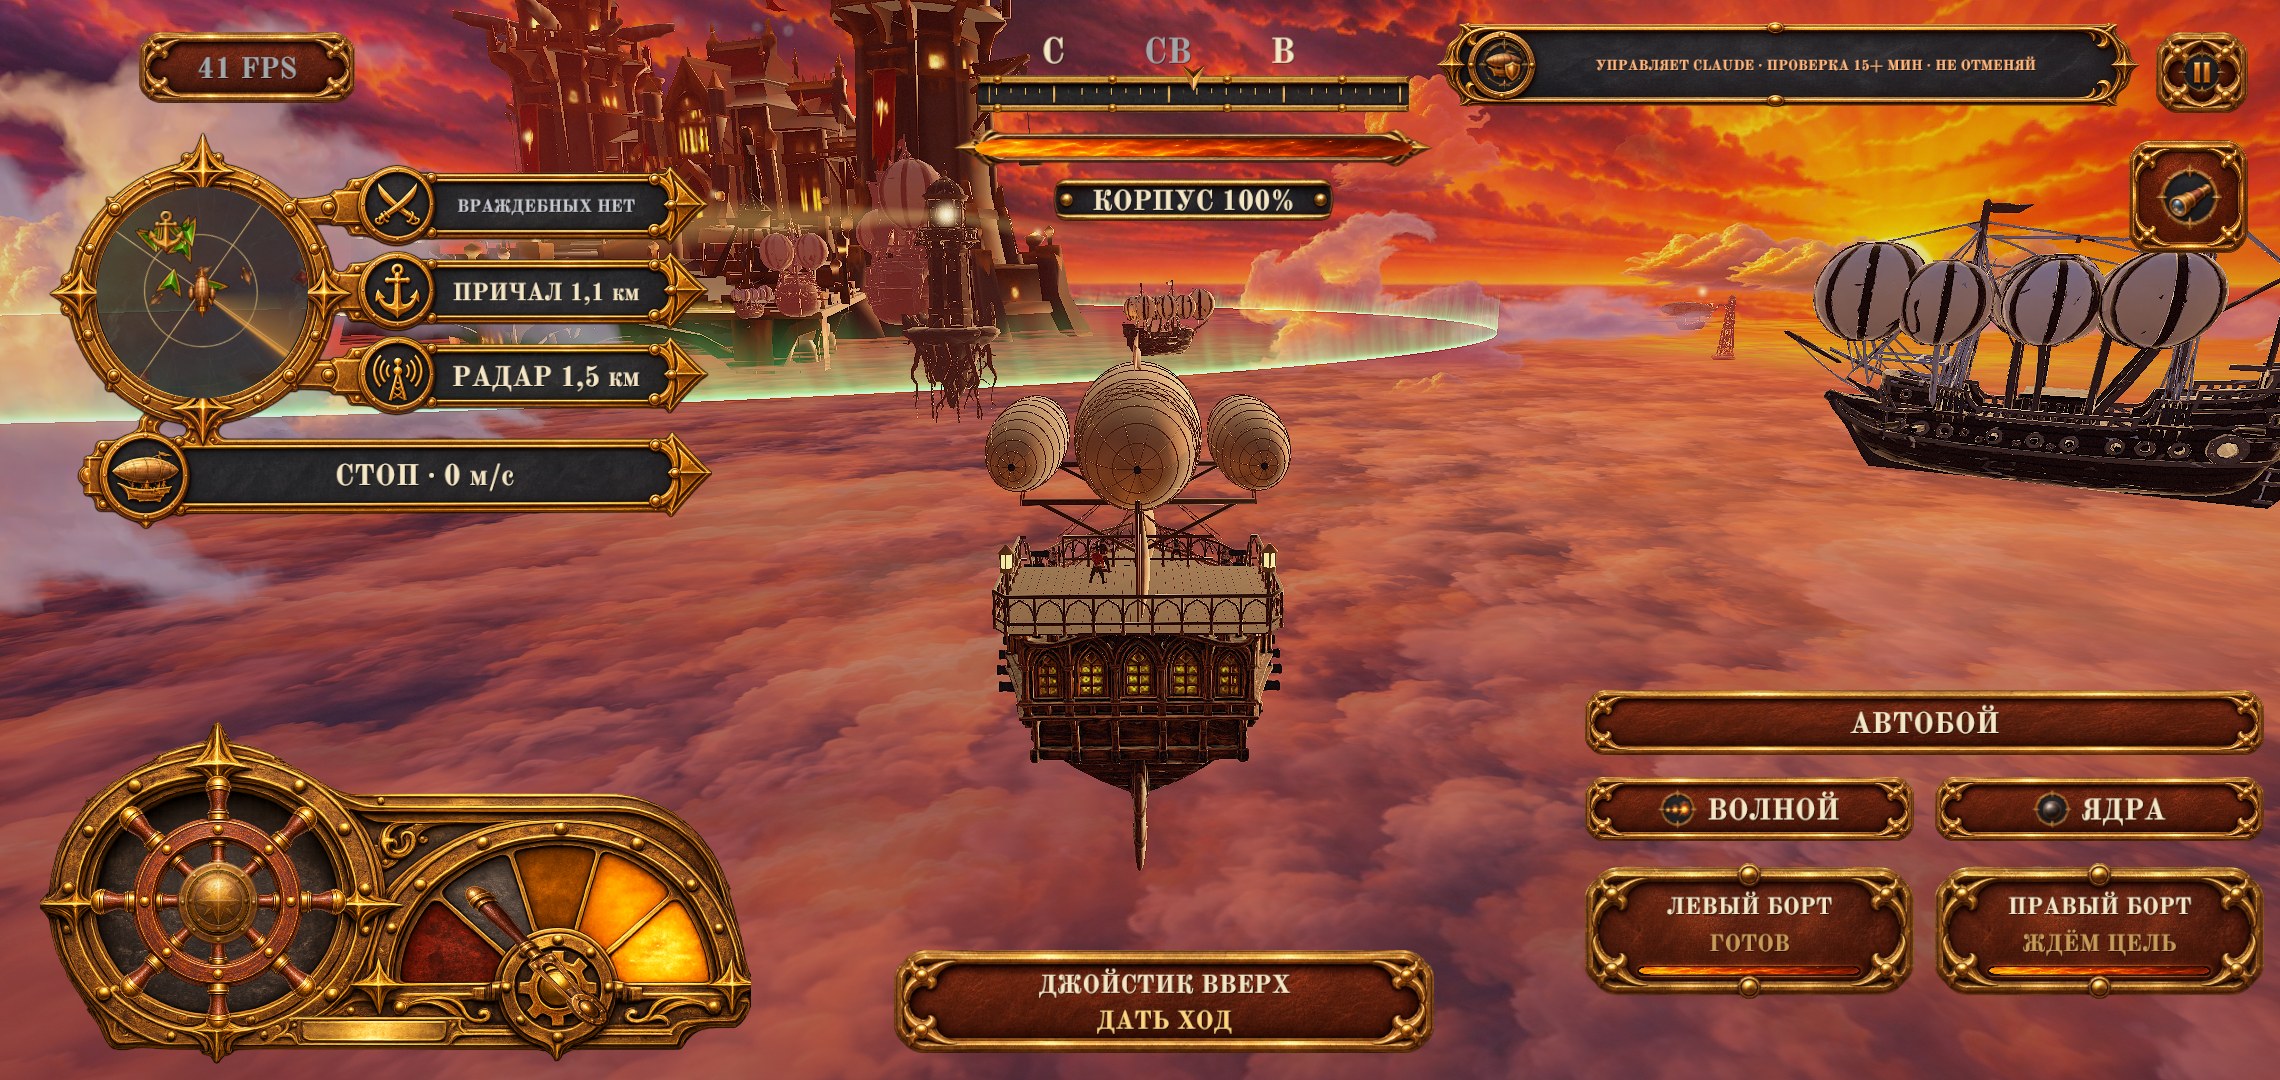 41 FPS
С СВ В
УПРАВЛЯЕТ CLAUDE · ПРОВЕРКА 15+ МИН · НЕ ОТМЕНЯЙ
КОРПУС 100%
ВРАЖДЕБНЫХ НЕТ
ПРИЧАЛ 1,1 км
РАДАР 1,5 км
СТОП · 0 м/с
АВТОБОЙ
ВОЛНОЙ
ЯДРА
ЛЕВЫЙ БОРТ
ГОТОВ
ПРАВЫЙ БОРТ
ЖДЁМ ЦЕЛЬ
ДЖОЙСТИК ВВЕРХ
ДАТЬ ХОД